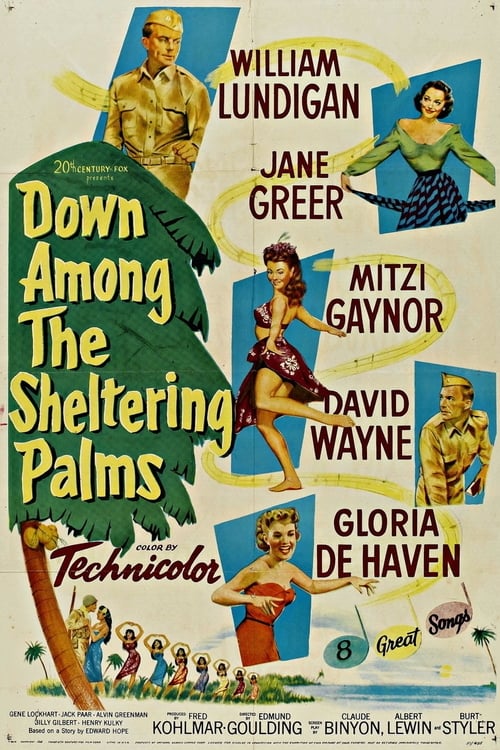 WILLIAM
LUNDIGAN
20th CENTURY-FOX
presents
JANE
GREER
Down
Among
The
Sheltering
Palms
MITZI
GAYNOR
DAVID
WAYNE
GLORIA
DE HAVEN
COLOR BY
Technicolor
8 Great Songs
GENE LOCKHART · JACK PAAR · ALVIN GREENMAN
BILLY GILBERT · HENRY KULKY
Based on a Story by EDWARD HOPE
PRODUCED BY FRED KOHLMAR
DIRECTED BY EDMUND GOULDING
SCREEN PLAY BY CLAUDE BINYON, ALBERT LEWIN and BURT STYLER